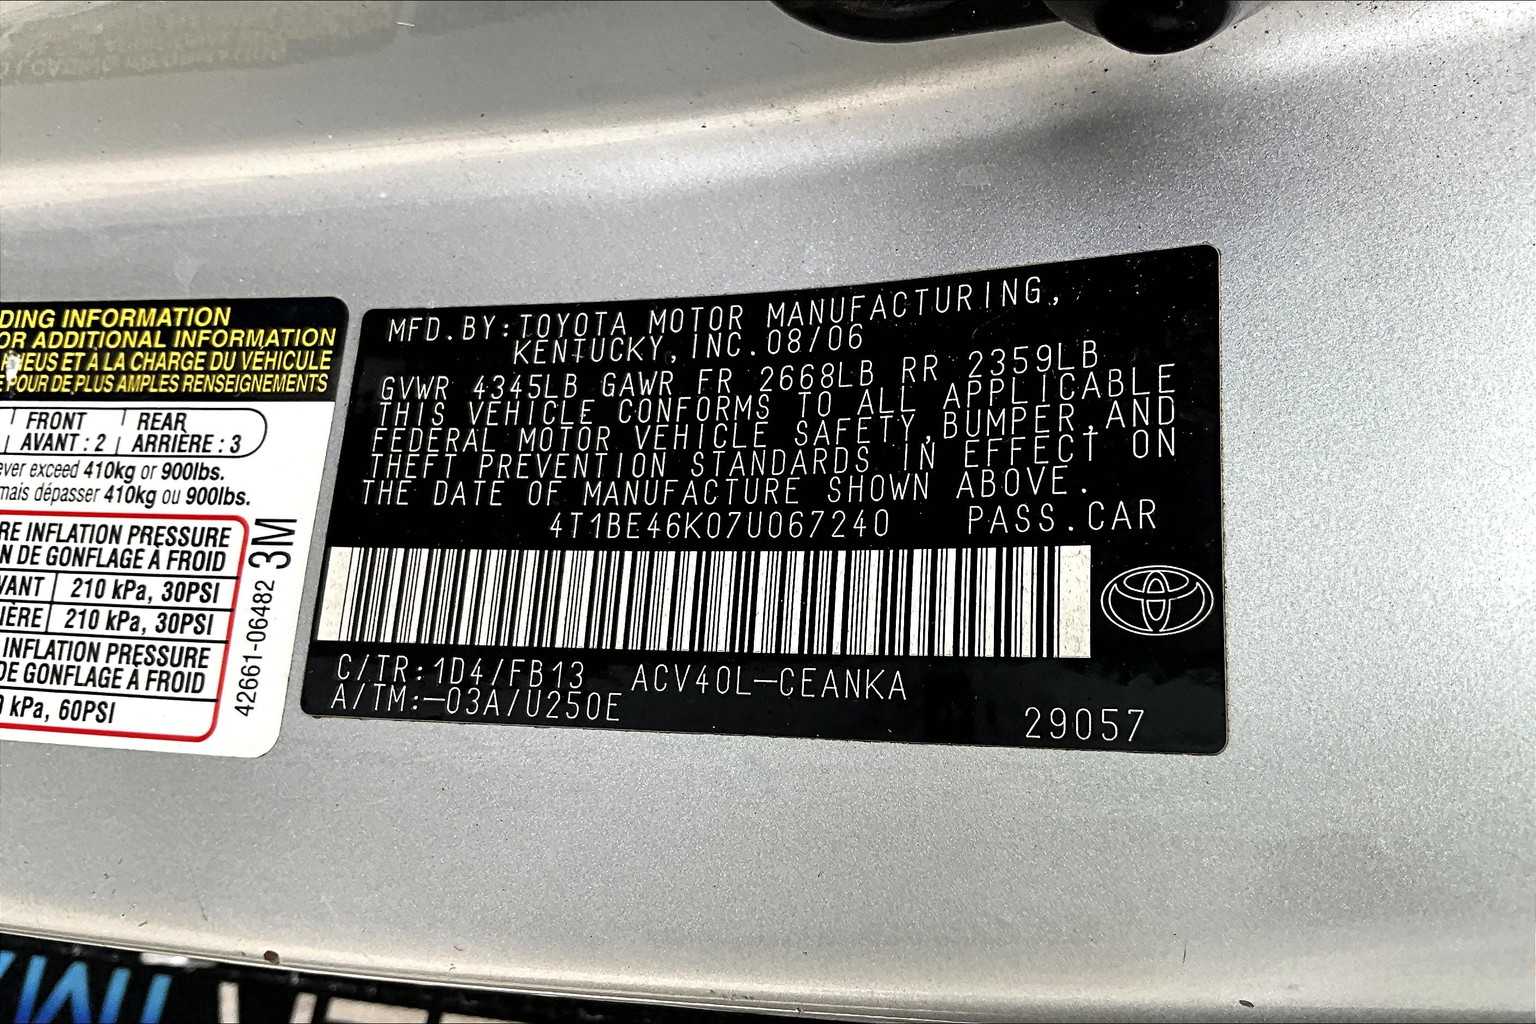 DING INFORMATION
OR ADDITIONAL INFORMATION
PNEUS ET À LA CHARGE DU VÉHICULE
POUR DE PLUS AMPLES RENSEIGNEMENTS
FRONT REAR
AVANT : 2 ARRIERE : 3
ever exceed 410kg or 900lbs.
mais dépasser 410kg ou 900lbs.
RE INFLATION PRESSURE
N DE GONFLAGE À FROID
VANT 210 kPa, 30PSI
IÈRE 210 kPa, 30PSI
INFLATION PRESSURE
DE GONFLAGE À FROID
kPa, 60PSI
42661-06482 3M
MFD.BY:TOYOTA MOTOR MANUFACTURING,
KENTUCKY,INC.08/06
GVWR 4345LB GAWR FR 2668LB RR 2359LB
THIS VEHICLE CONFORMS TO ALL APPLICABLE
FEDERAL MOTOR VEHICLE SAFETY,BUMPER,AND
THEFT PREVENTION STANDARDS IN EFFECT ON
THE DATE OF MANUFACTURE SHOWN ABOVE.
4T1BE46K07U067240 PASS.CAR
C/TR:1D4/FB13 ACV40L-CEANKA
A/TM:-03A/U250E
29057